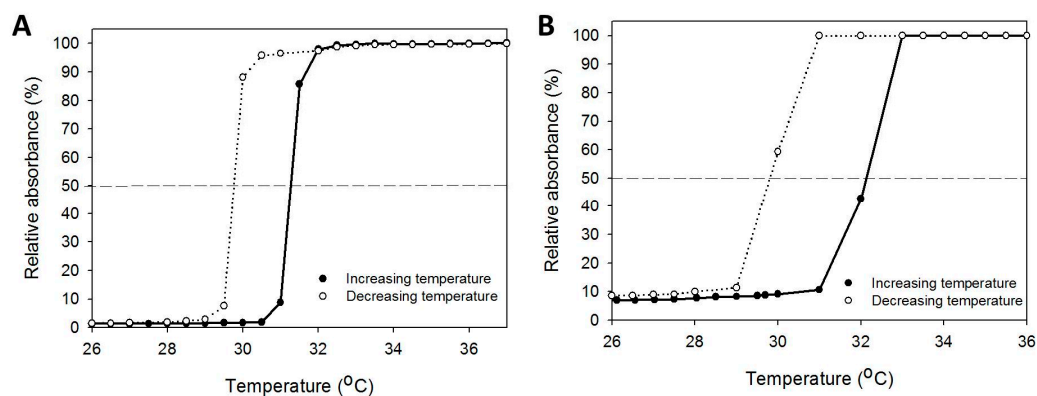 A
100
90
80
70
60
50
40
30
20
10
0
Relative absorbance (%)
Increasing temperature
Decreasing temperature
26 28 30 32 34 36
Temperature (ºC)
B
100
90
80
70
60
50
40
30
20
10
0
Relative absorbance (%)
Increasing temperature
Decreasing temperature
26 28 30 32 34 36
Temperature (ºC)